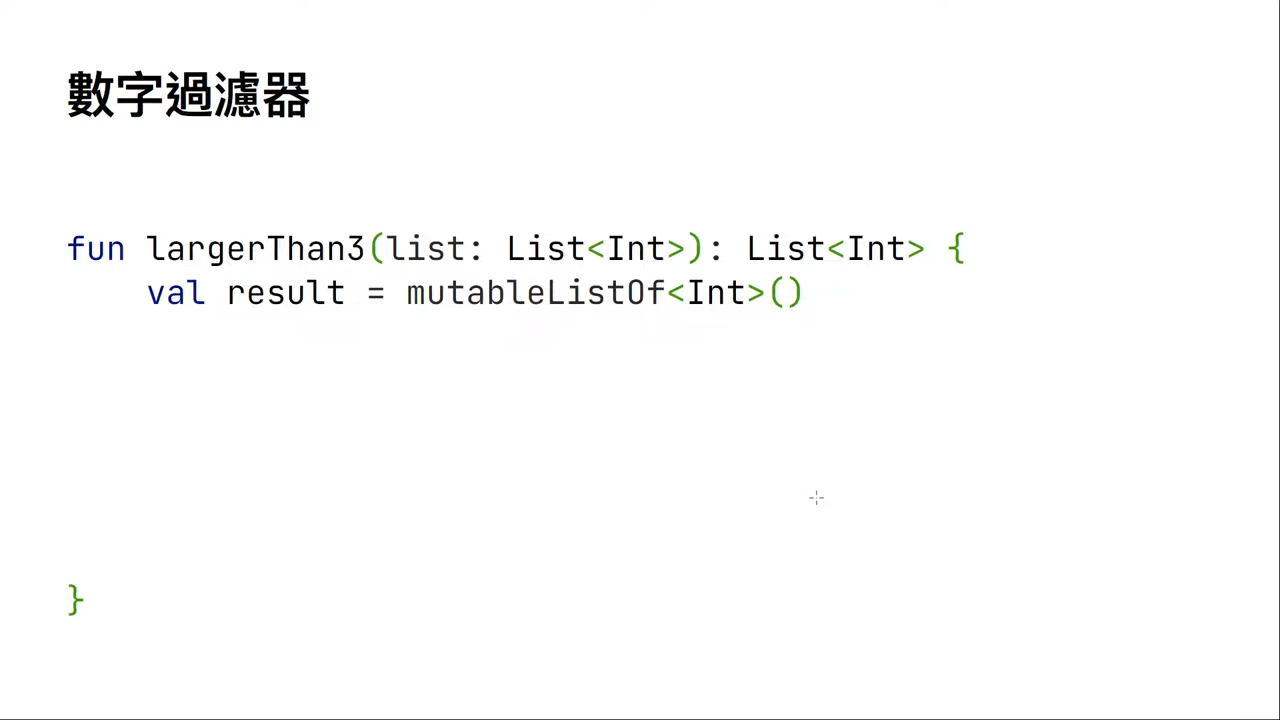 數字過濾器
fun largerThan3(list: List<Int>): List<Int> {
    val result = mutableListOf<Int>()
}